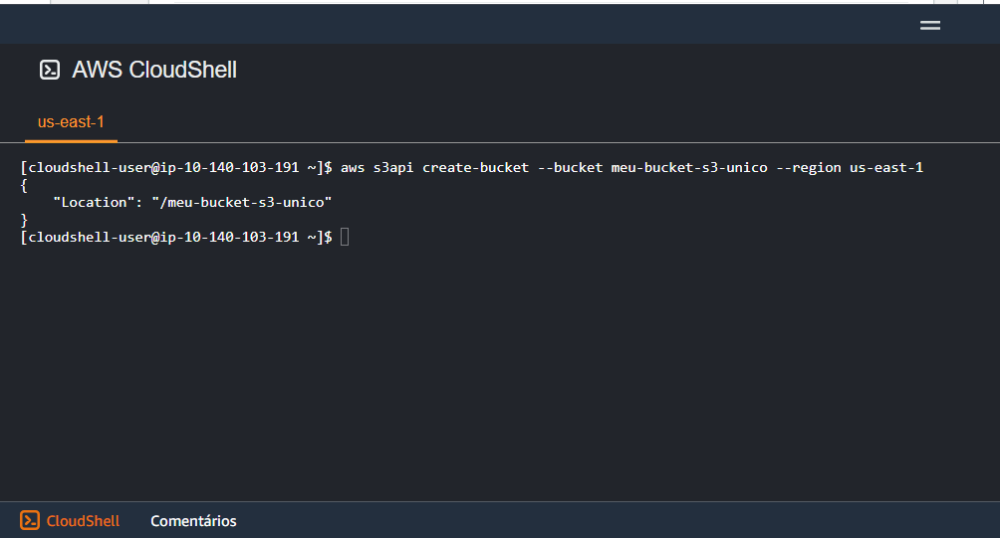 AWS CloudShell
us-east-1
[cloudshell-user@ip-10-140-103-191 ~]$ aws s3api create-bucket --bucket meu-bucket-s3-unico --region us-east-1
{
    "Location": "/meu-bucket-s3-unico"
}
[cloudshell-user@ip-10-140-103-191 ~]$
CloudShell Comentários